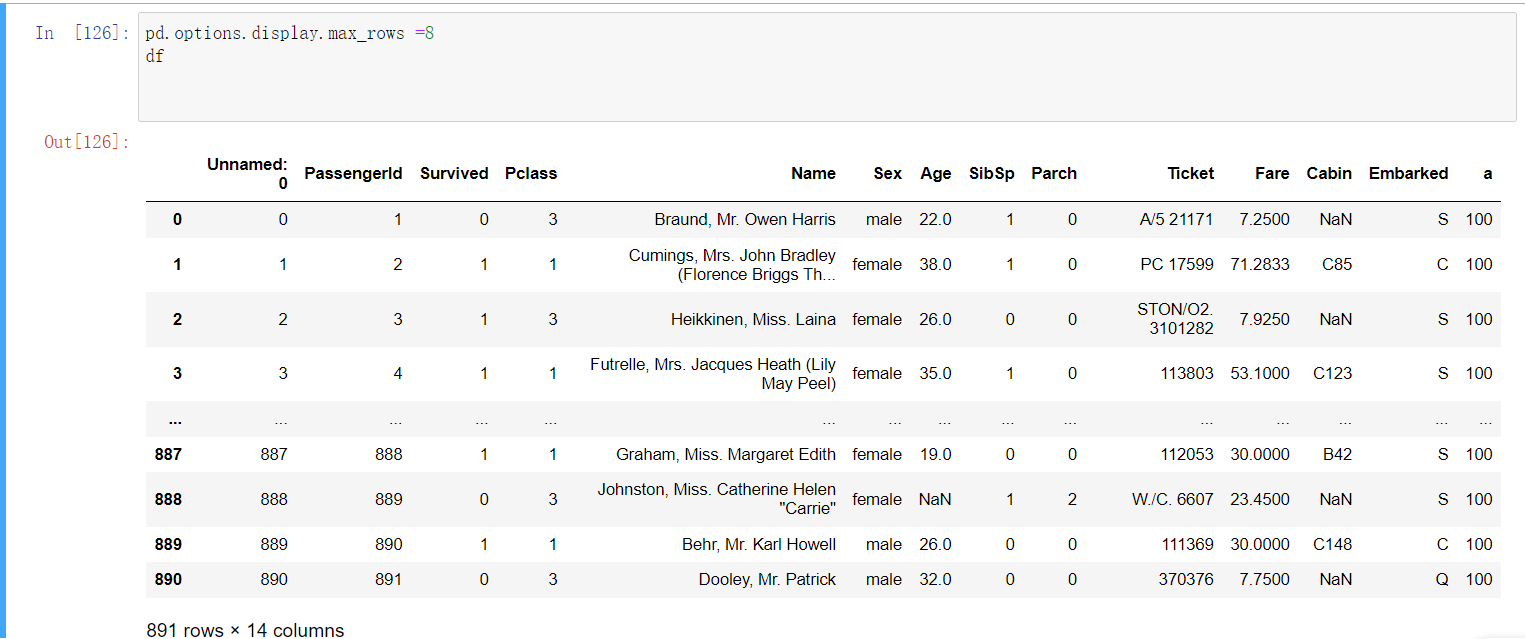 In [126]: pd.options.display.max_rows =8
df
Out[126]:
Unnamed: 0 PassengerId Survived Pclass Name Sex Age SibSp Parch Ticket Fare Cabin Embarked a
0 0 1 0 3 Braund, Mr. Owen Harris male 22.0 1 0 A/5 21171 7.2500 NaN S 100
1 1 2 1 1 Cumings, Mrs. John Bradley (Florence Briggs Th... female 38.0 1 0 PC 17599 71.2833 C85 C 100
2 2 3 1 3 Heikkinen, Miss. Laina female 26.0 0 0 STON/O2. 3101282 7.9250 NaN S 100
3 3 4 1 1 Futrelle, Mrs. Jacques Heath (Lily May Peel) female 35.0 1 0 113803 53.1000 C123 S 100
... ... ... ... ... ... ... ... ... ... ... ... ... ... ...
887 887 888 1 1 Graham, Miss. Margaret Edith female 19.0 0 0 112053 30.0000 B42 S 100
888 888 889 0 3 Johnston, Miss. Catherine Helen "Carrie" female NaN 1 2 W./C. 6607 23.4500 NaN S 100
889 889 890 1 1 Behr, Mr. Karl Howell male 26.0 0 0 111369 30.0000 C148 C 100
890 890 891 0 3 Dooley, Mr. Patrick male 32.0 0 0 370376 7.7500 NaN Q 100
891 rows × 14 columns